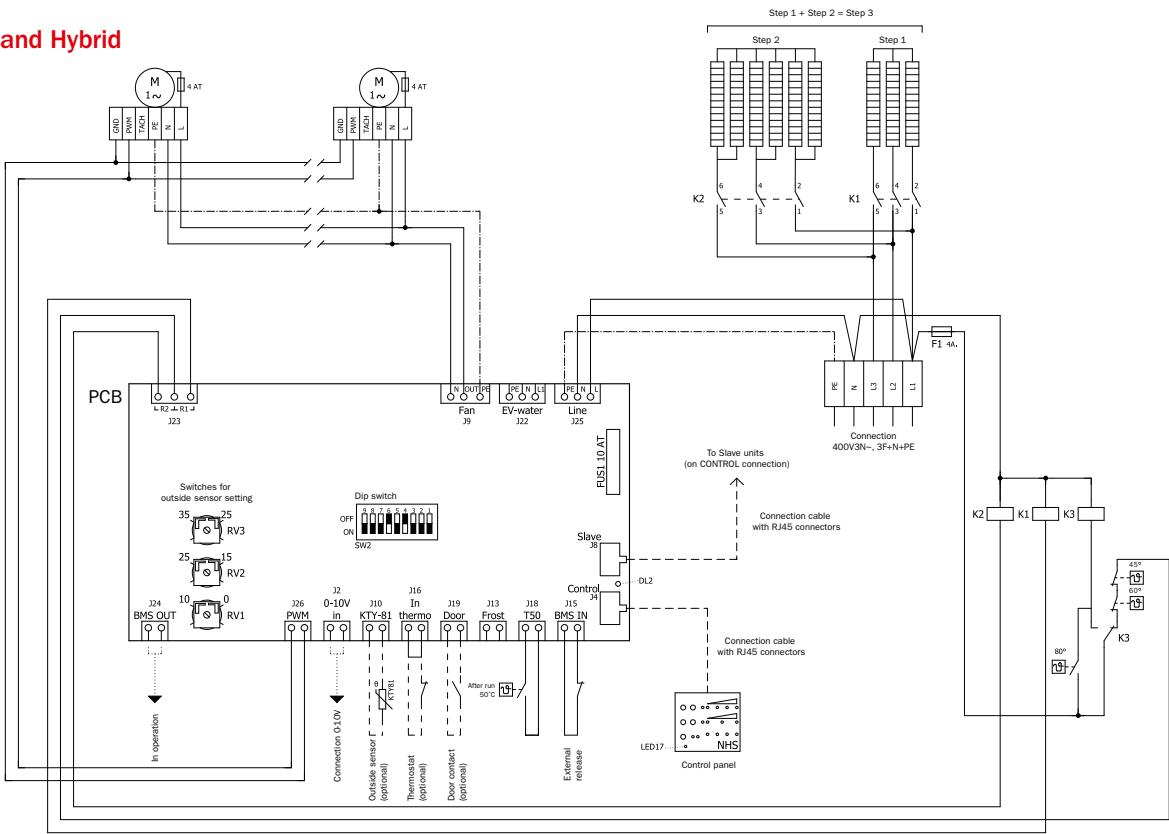 and Hybrid
Step 1 + Step 2 = Step 3
Step 2
Step 1
M
1~
4 AT
M
1~
4 AT
GND
PWM
TACH
PE
N
L
GND
PWM
TACH
PE
N
L
K2
6
4
2
5
3
1
K1
6
4
2
5
3
1
F1 4A.
PE
N
L3
L2
L1
Connection
400V3N~, 3F+N+PE
PCB
R2
R1
J23
N
OUT
PE
Fan
J9
PE
N
L1
EV-water
J22
PE
N
L
Line
J25
FUS1 10 AT
To Slave units
(on CONTROL connection)
Connection cable
with RJ45 connectors
Switches for
outside sensor setting
35
25
RV3
25
15
RV2
10
0
RV1
Dip switch
9 8 7 6 5 4 3 2 1
OFF
ON
SW2
Slave
J8
DL2
Control
J4
K2
K1
K3
45°
60°
K3
80°
J24
BMS OUT
J26
PWM
J2
0-10V
in
J10
KTY-81
J16
In
thermo
J19
Door
J13
Frost
J18
T50
J15
BMS IN
Connection cable
with RJ45 connectors
θ
KTY81
After run
50°C
In operation
Connection 0-10V
Outside sensor
(optional)
Thermostat
(optional)
Door contact
(optional)
External
release
LED17
NHS
Control panel